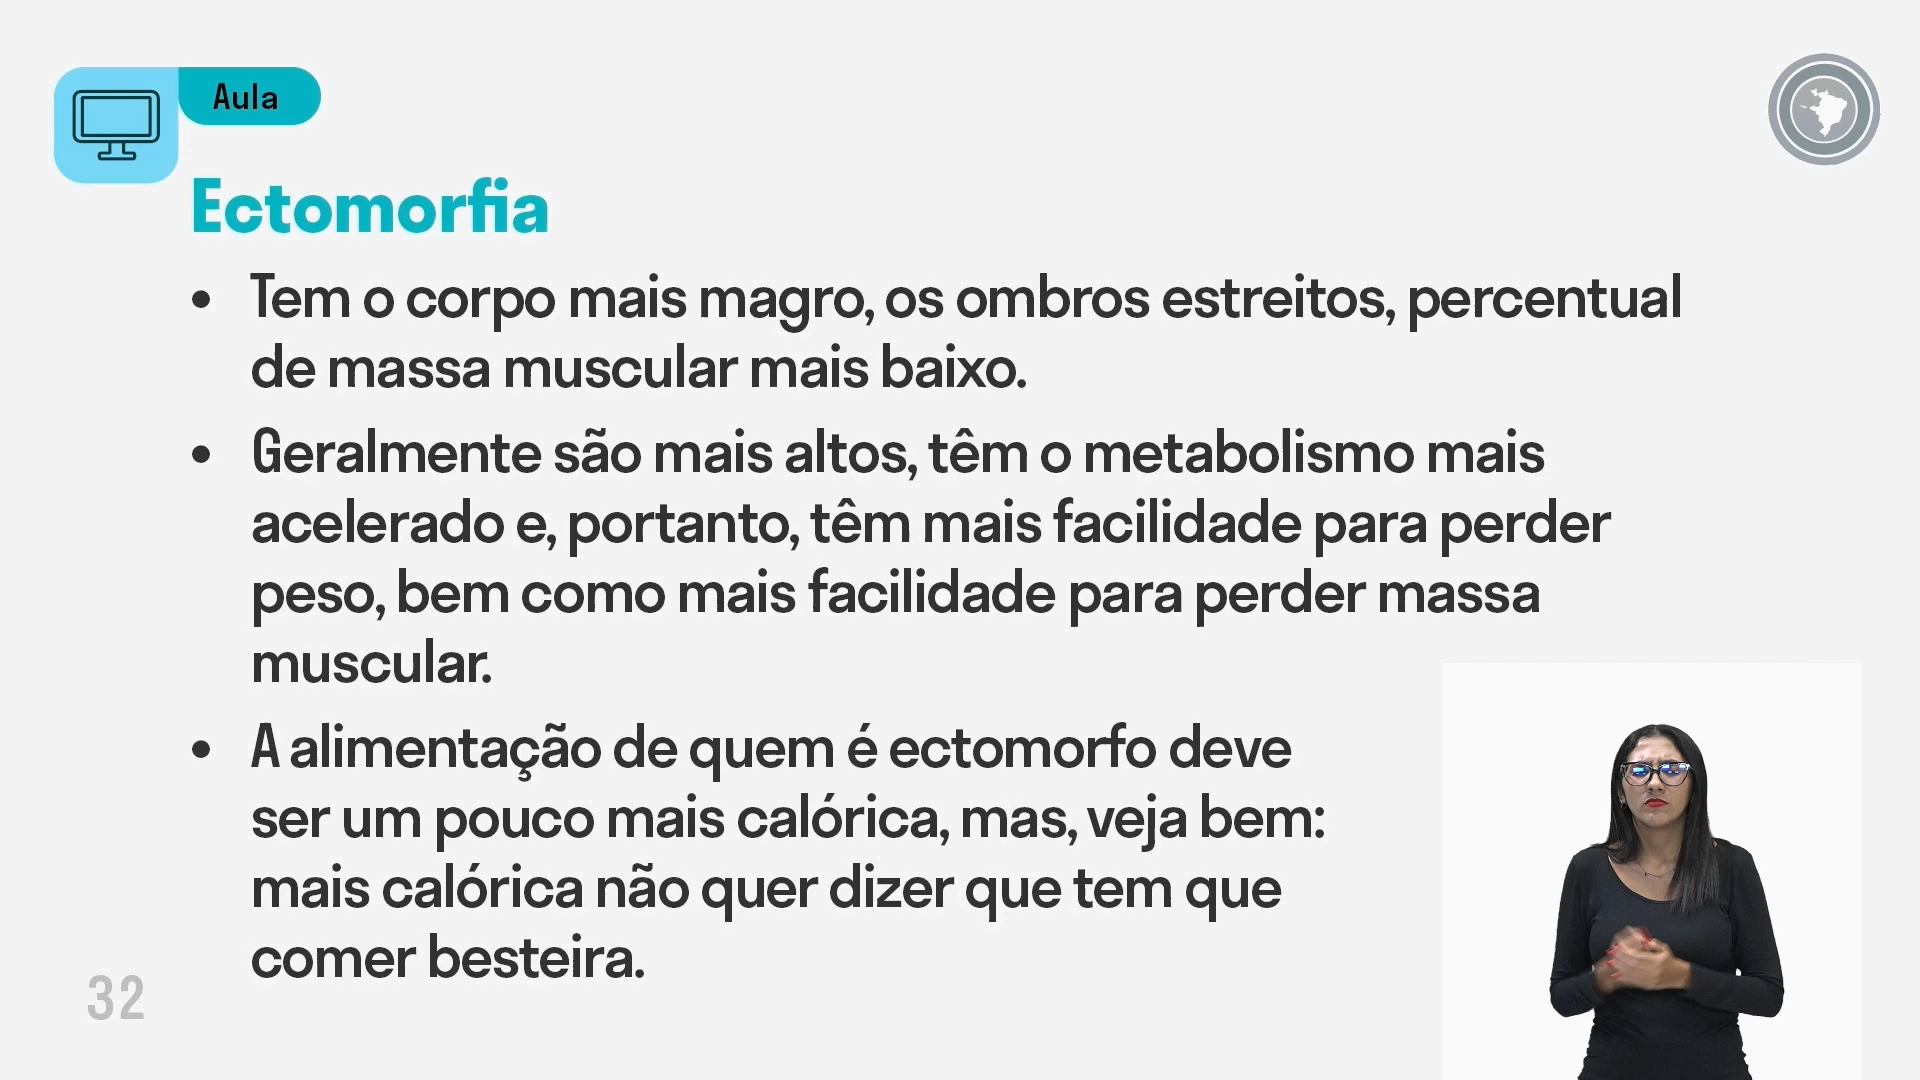 Aula
Ectomorfia
• Tem o corpo mais magro, os ombros estreitos, percentual
de massa muscular mais baixo.
• Geralmente são mais altos, têm o metabolismo mais
acelerado e, portanto, têm mais facilidade para perder
peso, bem como mais facilidade para perder massa
muscular.
• A alimentação de quem é ectomorfo deve
ser um pouco mais calórica, mas, veja bem:
mais calórica não quer dizer que tem que
comer besteira.
32